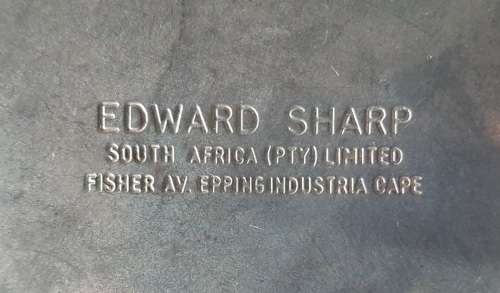 EDWARD SHARP
SOUTH AFRICA (PTY) LIMITED
FISHER AV. EPPING INDUSTRIA CAPE